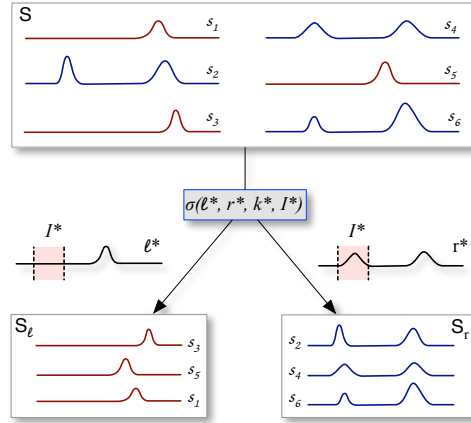 S
s1 s4
s2 s5
s3 s6
σ(ℓ*, r*, k*, I*)
I* ℓ* I* r*
Sℓ Sr
s3 s2
s5 s4
s1 s6